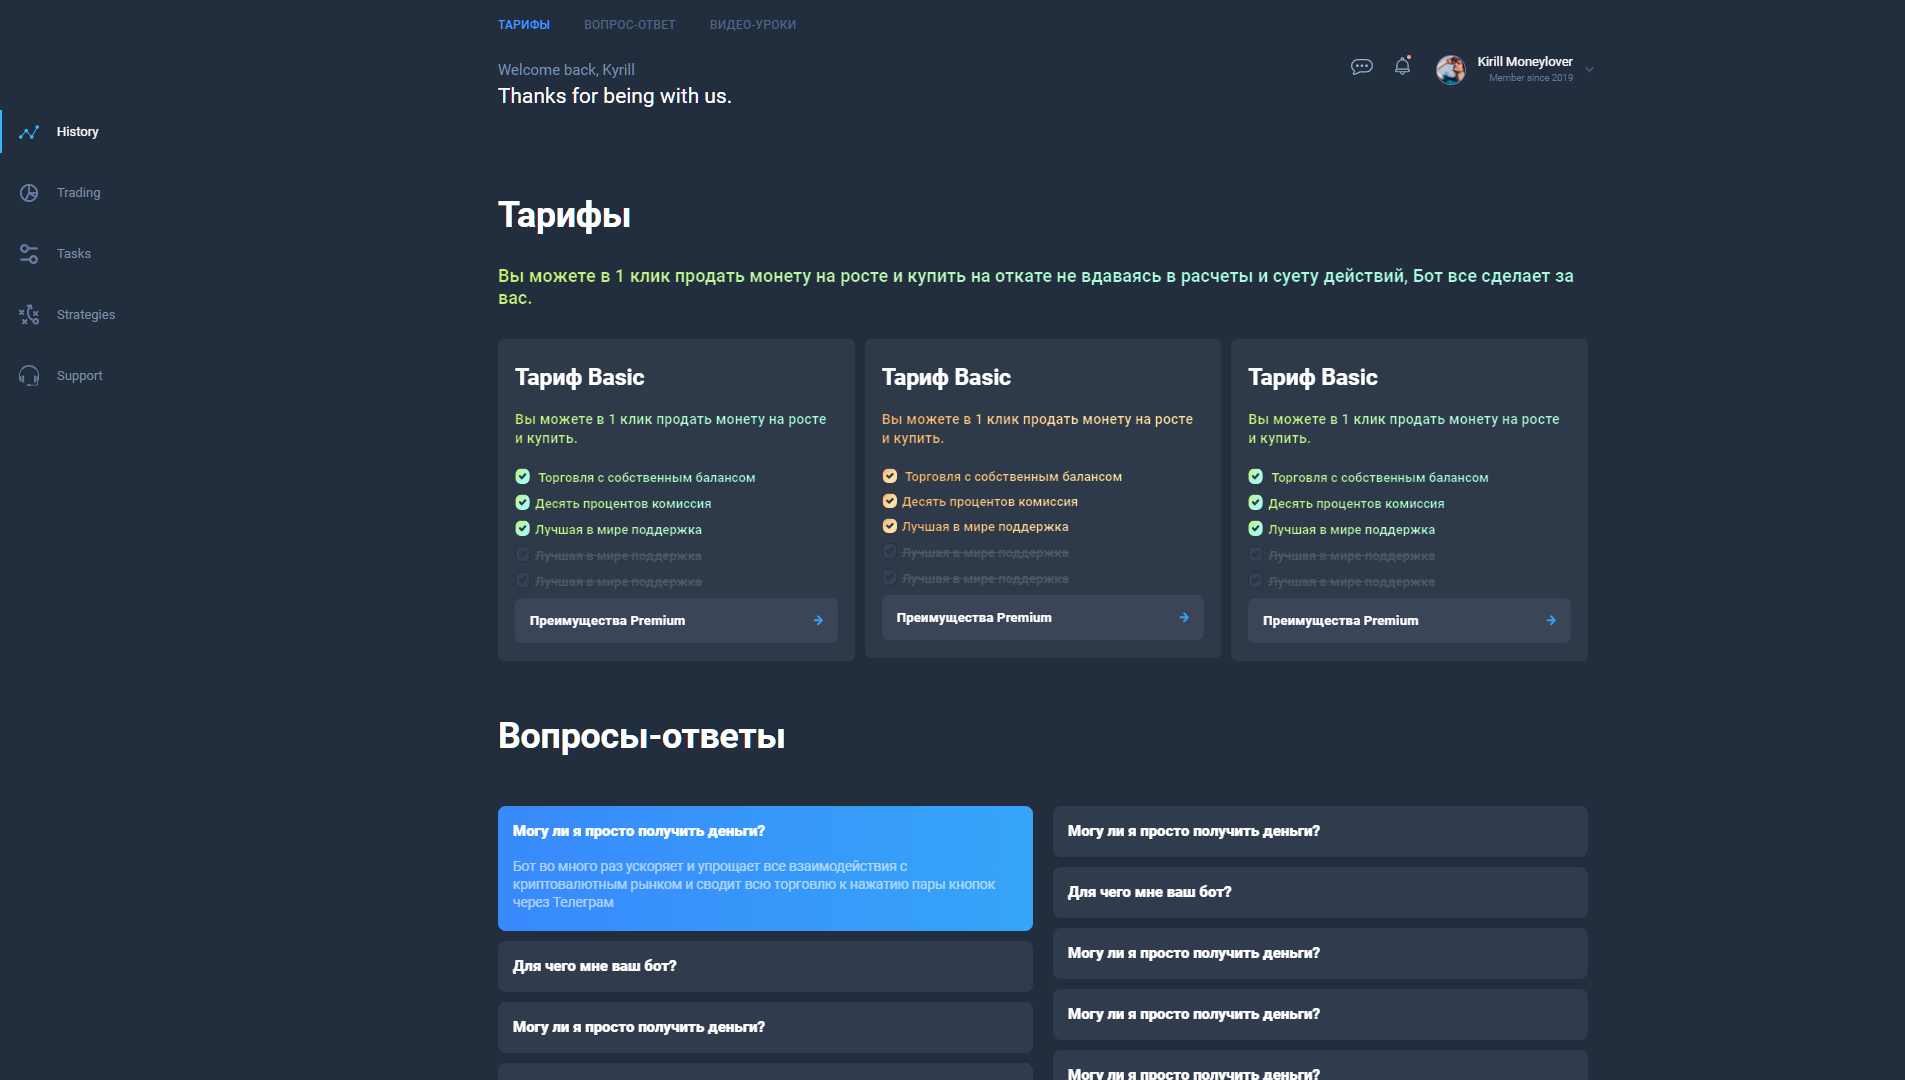 ТАРИФЫ
ВОПРОС-ОТВЕТ
ВИДЕО-УРОКИ
Welcome back, Kyrill
Thanks for being with us.
Kirill Moneylover
Member since 2019
History
Trading
Tasks
Strategies
Support
Тарифы
Вы можете в 1 клик продать монету на росте и купить на откате не вдаваясь в расчеты и суету действий, Бот все сделает за
вас.
Тариф Basic
Вы можете в 1 клик продать монету на росте
и купить.
Торговля с собственным балансом
Десять процентов комиссия
Лучшая в мире поддержка
Лучшая в мире поддержка
Лучшая в мире поддержка
Преимущества Premium
Тариф Basic
Вы можете в 1 клик продать монету на росте
и купить.
Торговля с собственным балансом
Десять процентов комиссия
Лучшая в мире поддержка
Лучшая в мире поддержка
Лучшая в мире поддержка
Преимущества Premium
Тариф Basic
Вы можете в 1 клик продать монету на росте
и купить.
Торговля с собственным балансом
Десять процентов комиссия
Лучшая в мире поддержка
Лучшая в мире поддержка
Лучшая в мире поддержка
Преимущества Premium
Вопросы-ответы
Могу ли я просто получить деньги?
Бот во много раз ускоряет и упрощает все взаимодействия с
криптовалютным рынком и сводит всю торговлю к нажатию пары кнопок
через Телеграм
Для чего мне ваш бот?
Могу ли я просто получить деньги?
Могу ли я просто получить деньги?
Для чего мне ваш бот?
Могу ли я просто получить деньги?
Могу ли я просто получить деньги?
Могу ли я просто получить деньги?